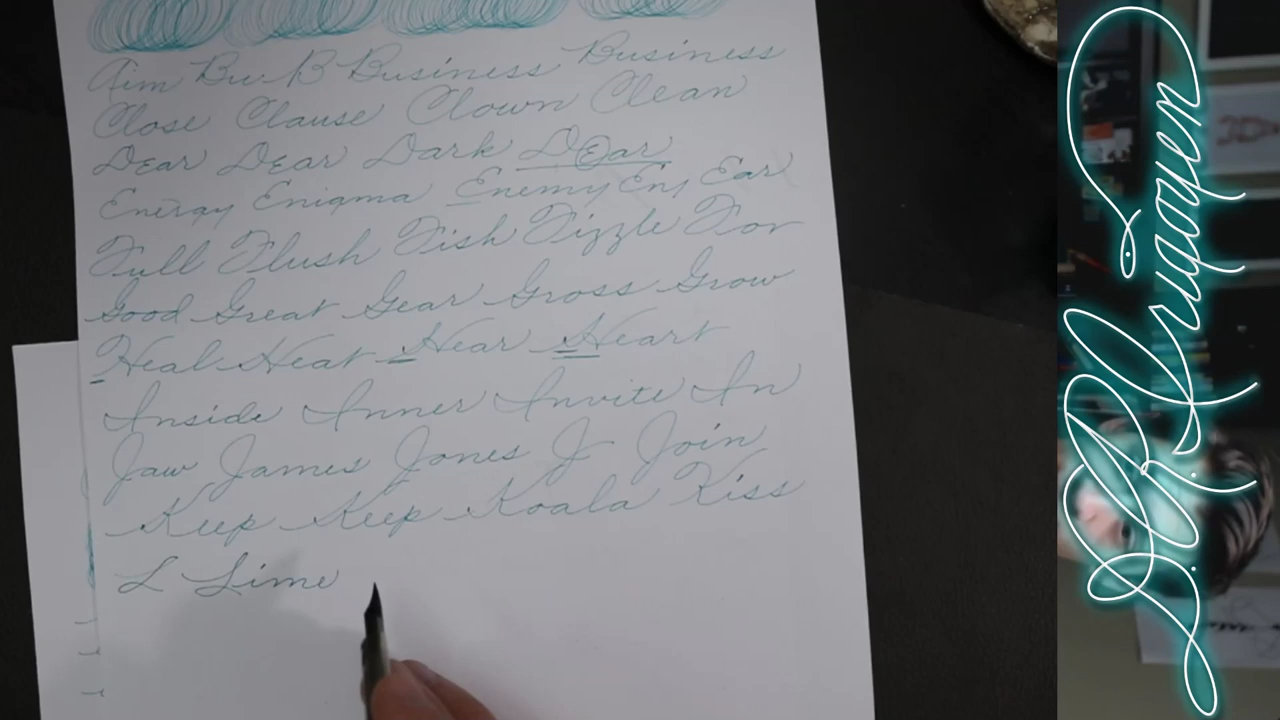 Aim Bu B Business Business
Close Clause Clown Clean
Dear Dear Dark Dear
Energy Enigma Enemy Eny Ear
Full Flush Fish Fizzle For
Good Great Gear Gross Grow
Heal Heat Hear Heart
Inside Inner Invite In
Jaw James Jones J Join
Keep Keep Koala Kiss
L Lime